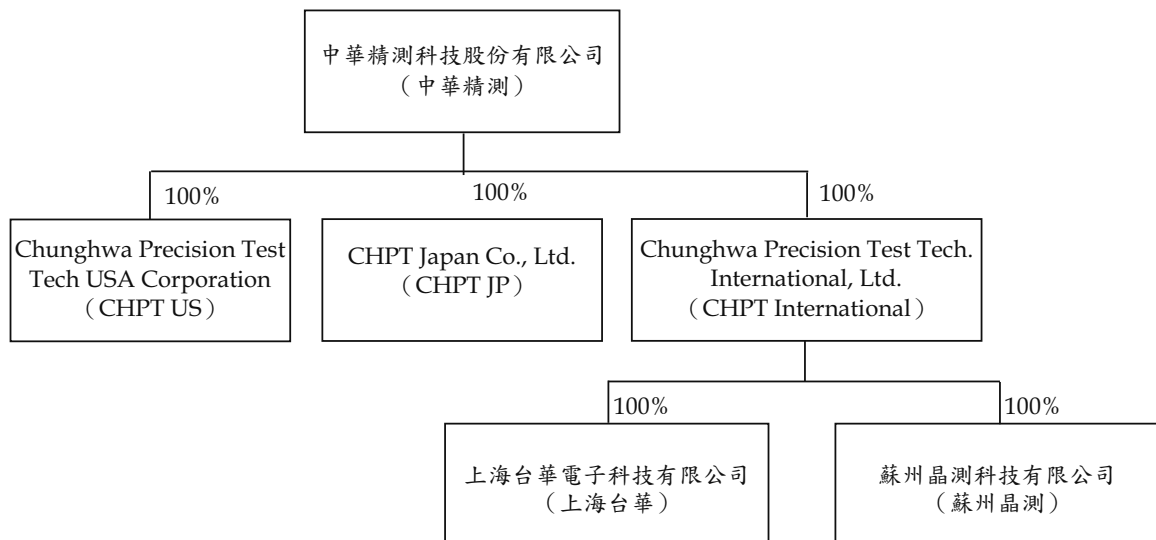 中華精測科技股份有限公司
（中華精測）
100%
100%
100%
Chunghwa Precision Test
Tech USA Corporation
（CHPT US）
CHPT Japan Co., Ltd.
（CHPT JP）
Chunghwa Precision Test Tech.
International, Ltd.
（CHPT International）
100%
100%
上海台華電子科技有限公司
（上海台華）
蘇州晶測科技有限公司
（蘇州晶測）